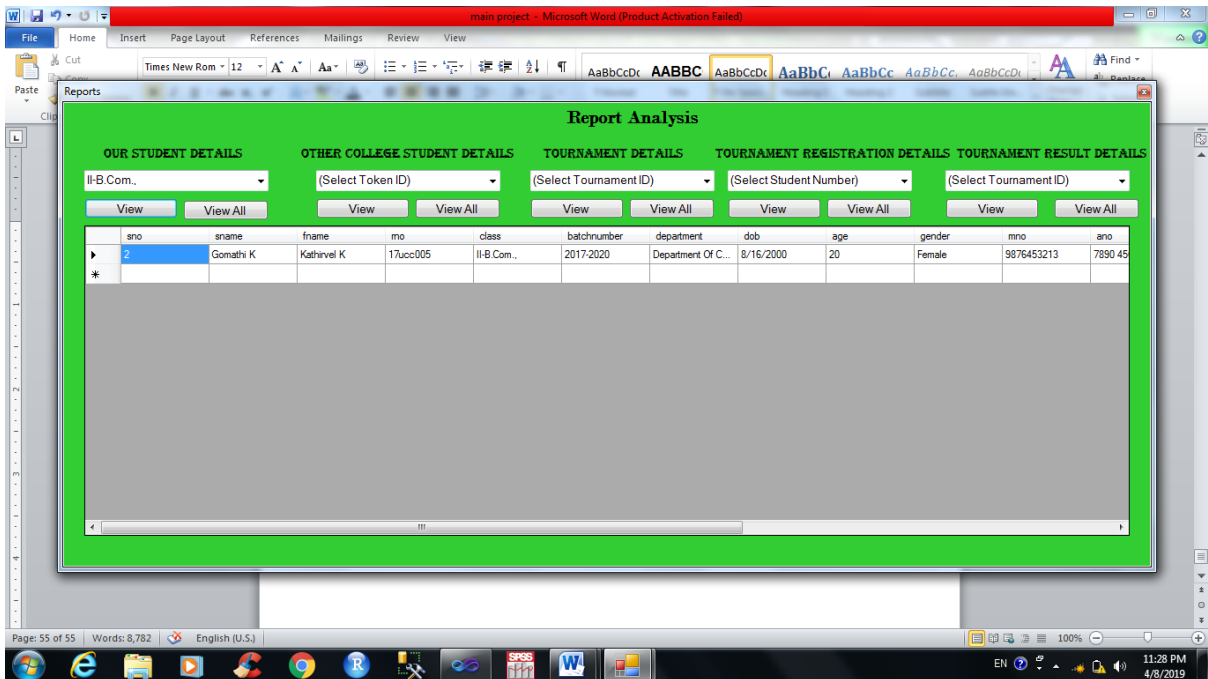 main project - Microsoft Word (Product Activation Failed)
File Home Insert Page Layout References Mailings Review View
Cut
Times New Rom 12 Aa
AaBbCcDc AABBC AaBbCcDc AaBbC AaBbCc AaBbCc. AaBbCcDc
Find
Replace
Paste
Reports
Report Analysis
OUR STUDENT DETAILS OTHER COLLEGE STUDENT DETAILS TOURNAMENT DETAILS TOURNAMENT REGISTRATION DETAILS TOURNAMENT RESULT DETAILS
II-B.Com., (Select Token ID) (Select Tournament ID) (Select Student Number) (Select Tournament ID)
View View All View View All View View All View View All View View All
sno sname fname rno class batchnumber department dob age gender mno ano
2 Gomathi K Kathirvel K 17ucc005 II-B.Com., 2017-2020 Department Of C... 8/16/2000 20 Female 9876453213 7890 45
Page: 55 of 55 Words: 8,782 English (U.S.) 100%
SPSS
EN 11:28 PM
4/8/2019